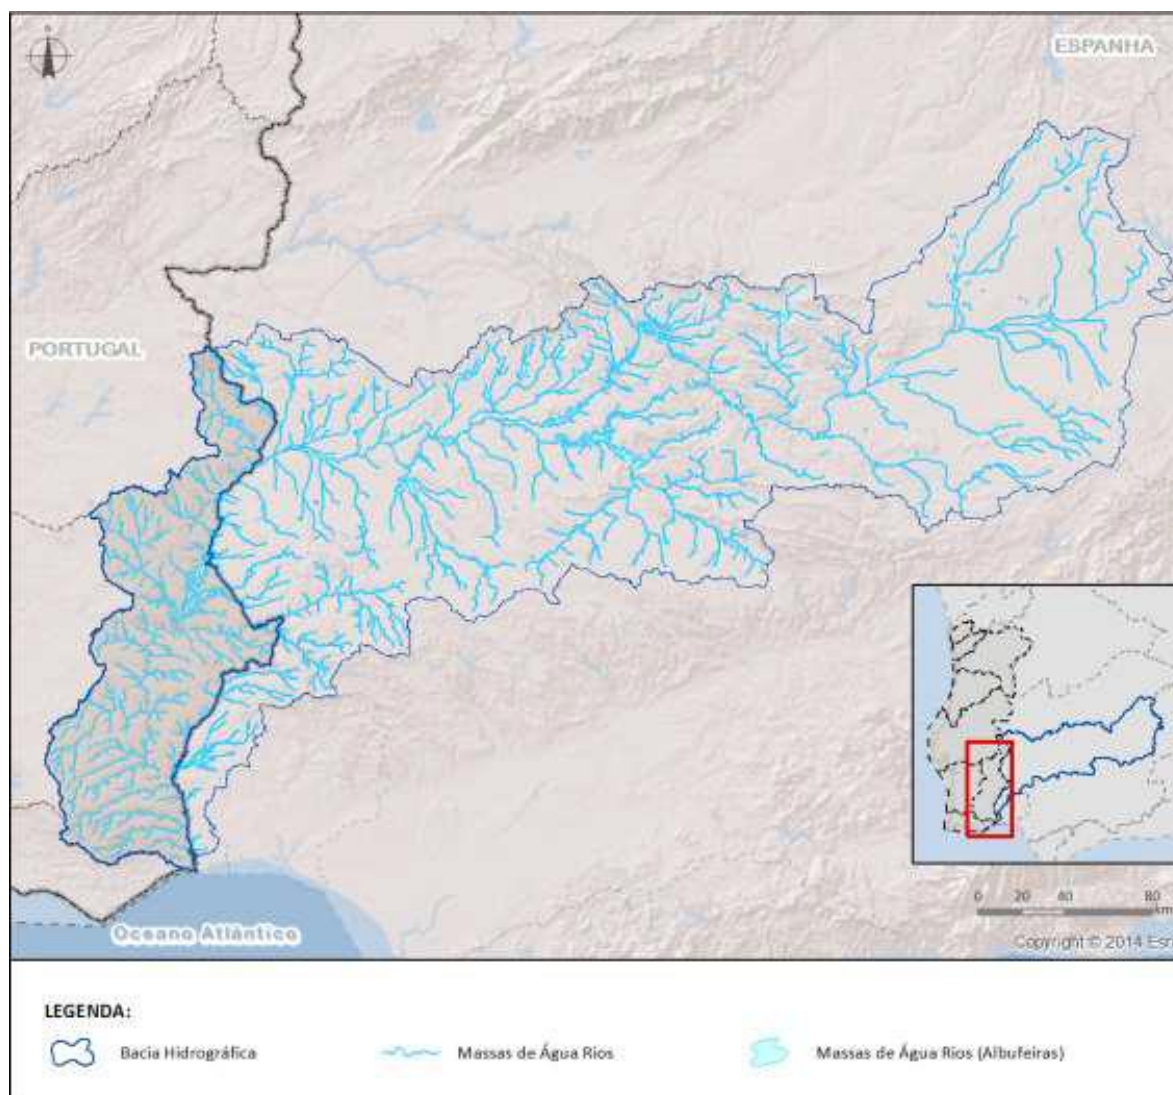 N
ESPANHA
PORTUGAL
0 20 40 80
km
Copyright © 2014 Esri
Oceano Atlântico
LEGENDA:
Bacia Hidrográfica
Massas de Água Rios
Massas de Água Rios (Albufeiras)